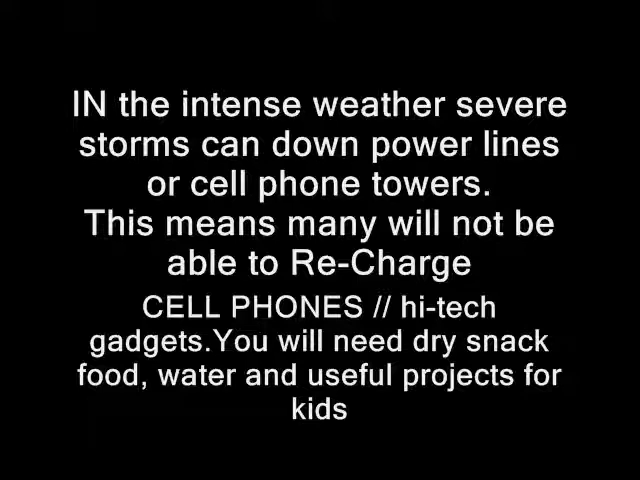 IN the intense weather severe
storms can down power lines
or cell phone towers.
This means many will not be
able to Re-Charge
CELL PHONES // hi-tech
gadgets.You will need dry snack
food, water and useful projects for
kids